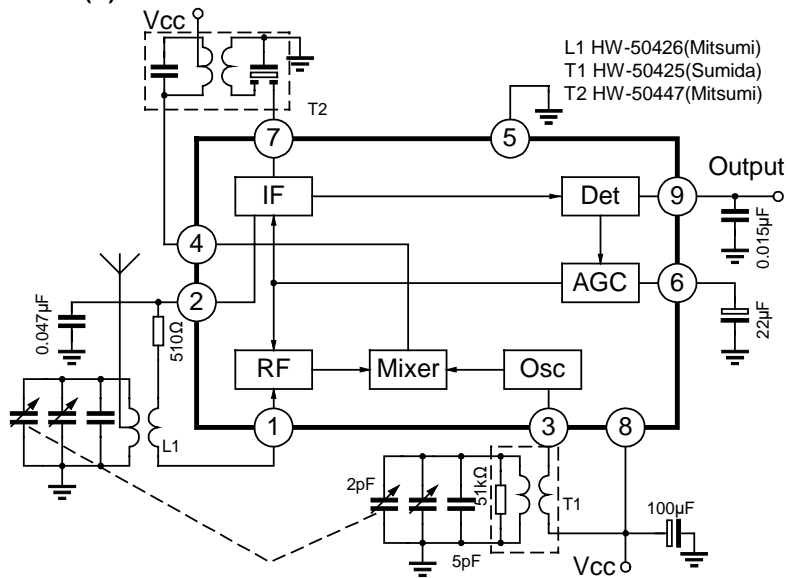 Vcc
L1 HW-50426(Mitsumi)
T1 HW-50425(Sumida)
T2 HW-50447(Mitsumi)
T2
7
5
Output
IF
Det
9
0.015µF
4
2
AGC
6
0.047µF
510Ω
22µF
RF
Mixer
Osc
1
3
8
L1
2pF
51kΩ
T1
100µF
5pF
Vcc